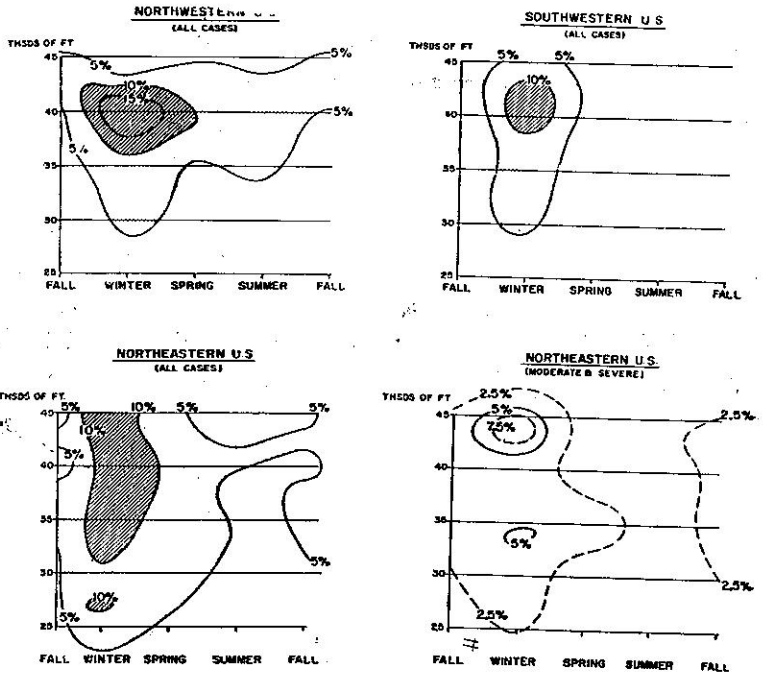 NORTHWESTERN U.S
(ALL CASES)
THSDS OF FT
45
40
35
30
25
5%
5%
10%
15%
5%
5%
FALL WINTER SPRING SUMMER FALL
SOUTHWESTERN U S
(ALL CASES)
THSDS OF FT
45
40
35
30
25
5% 5%
10%
FALL WINTER SPRING SUMMER FALL
NORTHEASTERN U.S
(ALL CASES)
THSDS OF FT.
45
40
35
30
25
5% 10% 5% 5%
10%
5%
5%
10%
5%
FALL WINTER SPRING SUMMER FALL
NORTHEASTERN U.S.
(MODERATE & SEVERE)
THSDS OF FT
45
40
35
30
25
2.5%
5%
7.5%
2.5%
5%
2.5%
2.5%
FALL WINTER SPRING SUMMER FALL